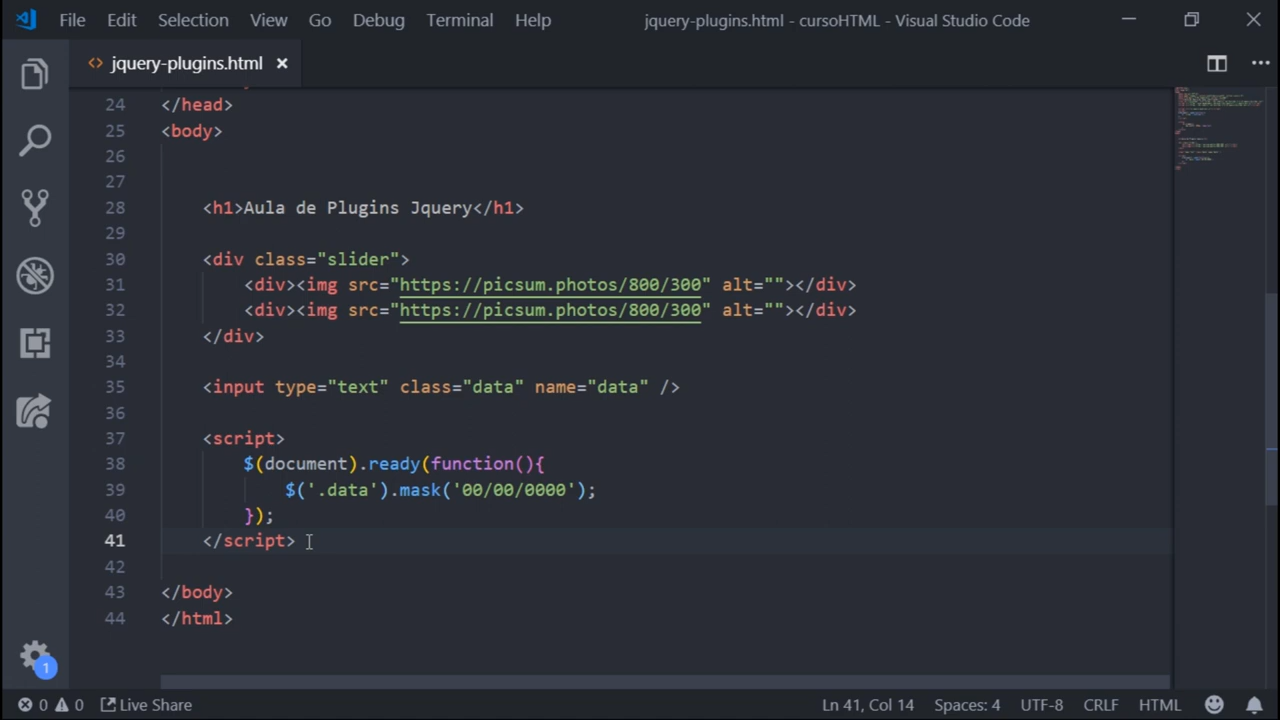 File Edit Selection View Go Debug Terminal Help jquery-plugins.html - cursoHTML - Visual Studio Code
<> jquery-plugins.html ×
24 </head>
25 <body>
26
27
28 <h1>Aula de Plugins Jquery</h1>
29
30 <div class="slider">
31 <div><img src="https://picsum.photos/800/300" alt=""></div>
32 <div><img src="https://picsum.photos/800/300" alt=""></div>
33 </div>
34
35 <input type="text" class="data" name="data" />
36
37 <script>
38 $(document).ready(function(){
39 $('.data').mask('00/00/0000');
40 });
41 </script>
42
43 </body>
44 </html>
1
0 0 Live Share Ln 41, Col 14 Spaces: 4 UTF-8 CRLF HTML